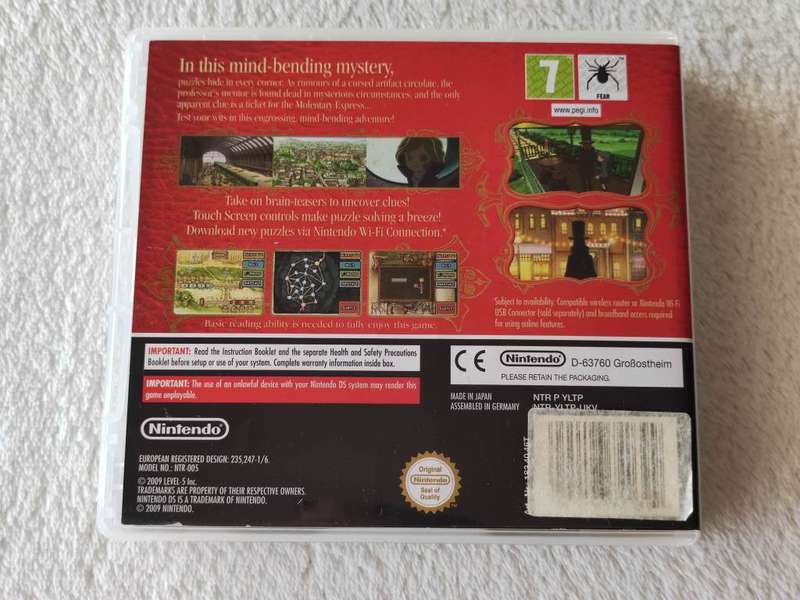 In this mind-bending mystery,
puzzles hide in every corner. As rumours of a cursed artifact circulate, the
professor's mentor is found dead in mysterious circumstances, and the only
apparent clue is a ticket for the Molentary Express...
Test your wits in this engrossing, mind-bending adventure!
7
FEAR
www.pegi.info
Take on brain-teasers to uncover clues!
Touch Screen controls make puzzle solving a breeze!
Download new puzzles via Nintendo Wi-Fi Connection.*
Basic reading ability is needed to fully enjoy this game.
Subject to availability. Compatible wireless router or Nintendo Wi-Fi
USB Connector (sold separately) and broadband access required
for using online features.
IMPORTANT: Read the Instruction Booklet and the separate Health and Safety Precautions
Booklet before setup or use of your system. Complete warranty information inside box.
IMPORTANT: The use of an unlawful device with your Nintendo DS system may render this
game unplayable.
CE Nintendo D-63760 Großostheim
PLEASE RETAIN THE PACKAGING.
MADE IN JAPAN
ASSEMBLED IN GERMANY
NTR P YLTP
NTR-YLTP-UKV
Nintendo
EUROPEAN REGISTERED DESIGN: 235,247-1/6.
MODEL NO.: NTR-005
© 2009 LEVEL-5 Inc.
TRADEMARKS ARE PROPERTY OF THEIR RESPECTIVE OWNERS.
NINTENDO DS IS A TRADEMARK OF NINTENDO.
© 2009 NINTENDO.
Original
Nintendo
Seal of
Quality